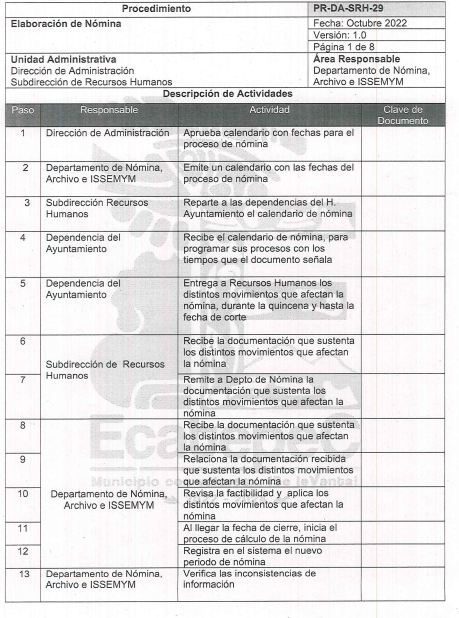 Procedimiento PR-DA-SRH-29
Elaboración de Nómina Fecha: Octubre 2022
Versión: 1.0
Página 1 de 8
Unidad Administrativa Área Responsable
Dirección de Administración Departamento de Nómina,
Subdirección de Recursos Humanos Archivo e ISSEMYM
Descripción de Actividades
Paso Responsable Actividad Clave de
Documento
1 Dirección de Administración Aprueba calendario con fechas para el
proceso de nómina
2 Departamento de Nómina, Emite un calendario con las fechas del
Archivo e ISSEMYM proceso de nómina
3 Subdirección Recursos Reparte a las dependencias del H.
Humanos Ayuntamiento el calendario de nómina
4 Dependencia del Recibe el calendario de nómina, para
Ayuntamiento programar sus procesos con los
tiempos que el documento señala
5 Dependencia del Entrega a Recursos Humanos los
Ayuntamiento distintos movimientos que afectan la
nómina, durante la quincena y hasta la
fecha de corte
6 Recibe la documentación que sustenta
los distintos movimientos que afectan
la nómina
Subdirección de Recursos
Humanos
7 Remite a Depto de Nómina la
documentación que sustenta los
distintos movimientos que afectan la
nómina
8 Recibe la documentación que sustenta
los distintos movimientos que afectan
la nómina
9 Relaciona la documentación recibida
que sustenta los distintos movimientos
que afectan la nómina
Departamento de Nómina,
Archivo e ISSEMYM
10 Revisa la factibilidad y aplica los
distintos movimientos que afectan la
nómina
11 Al llegar la fecha de cierre, inicia el
proceso de cálculo de la nómina
12 Registra en el sistema el nuevo
periodo de nómina
13 Departamento de Nómina, Verifica las inconsistencias de
Archivo e ISSEMYM información
Ecatepec
Municipio